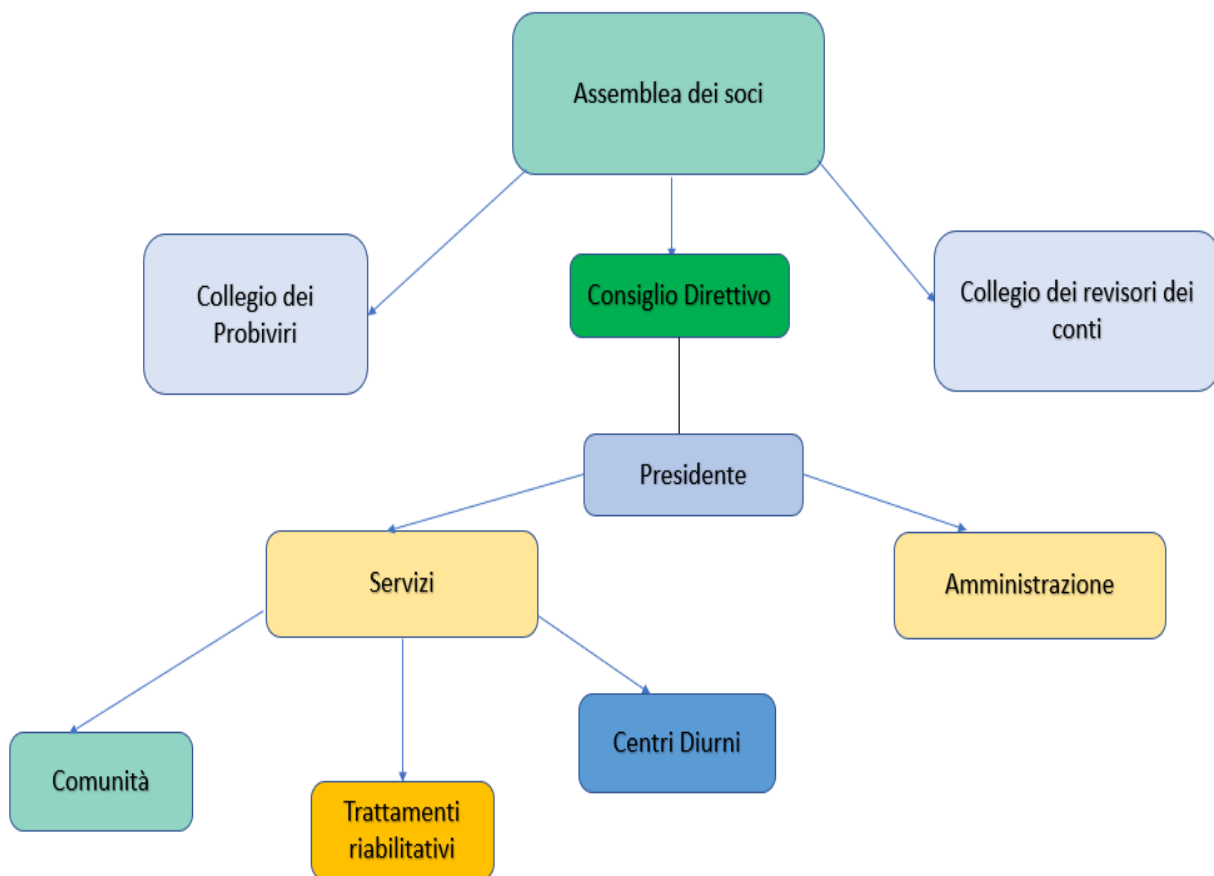 Assemblea dei soci
Collegio dei
Probiviri
Consiglio Direttivo
Collegio dei revisori dei
conti
Presidente
Servizi
Amministrazione
Comunità
Trattamenti
riabilitativi
Centri Diurni